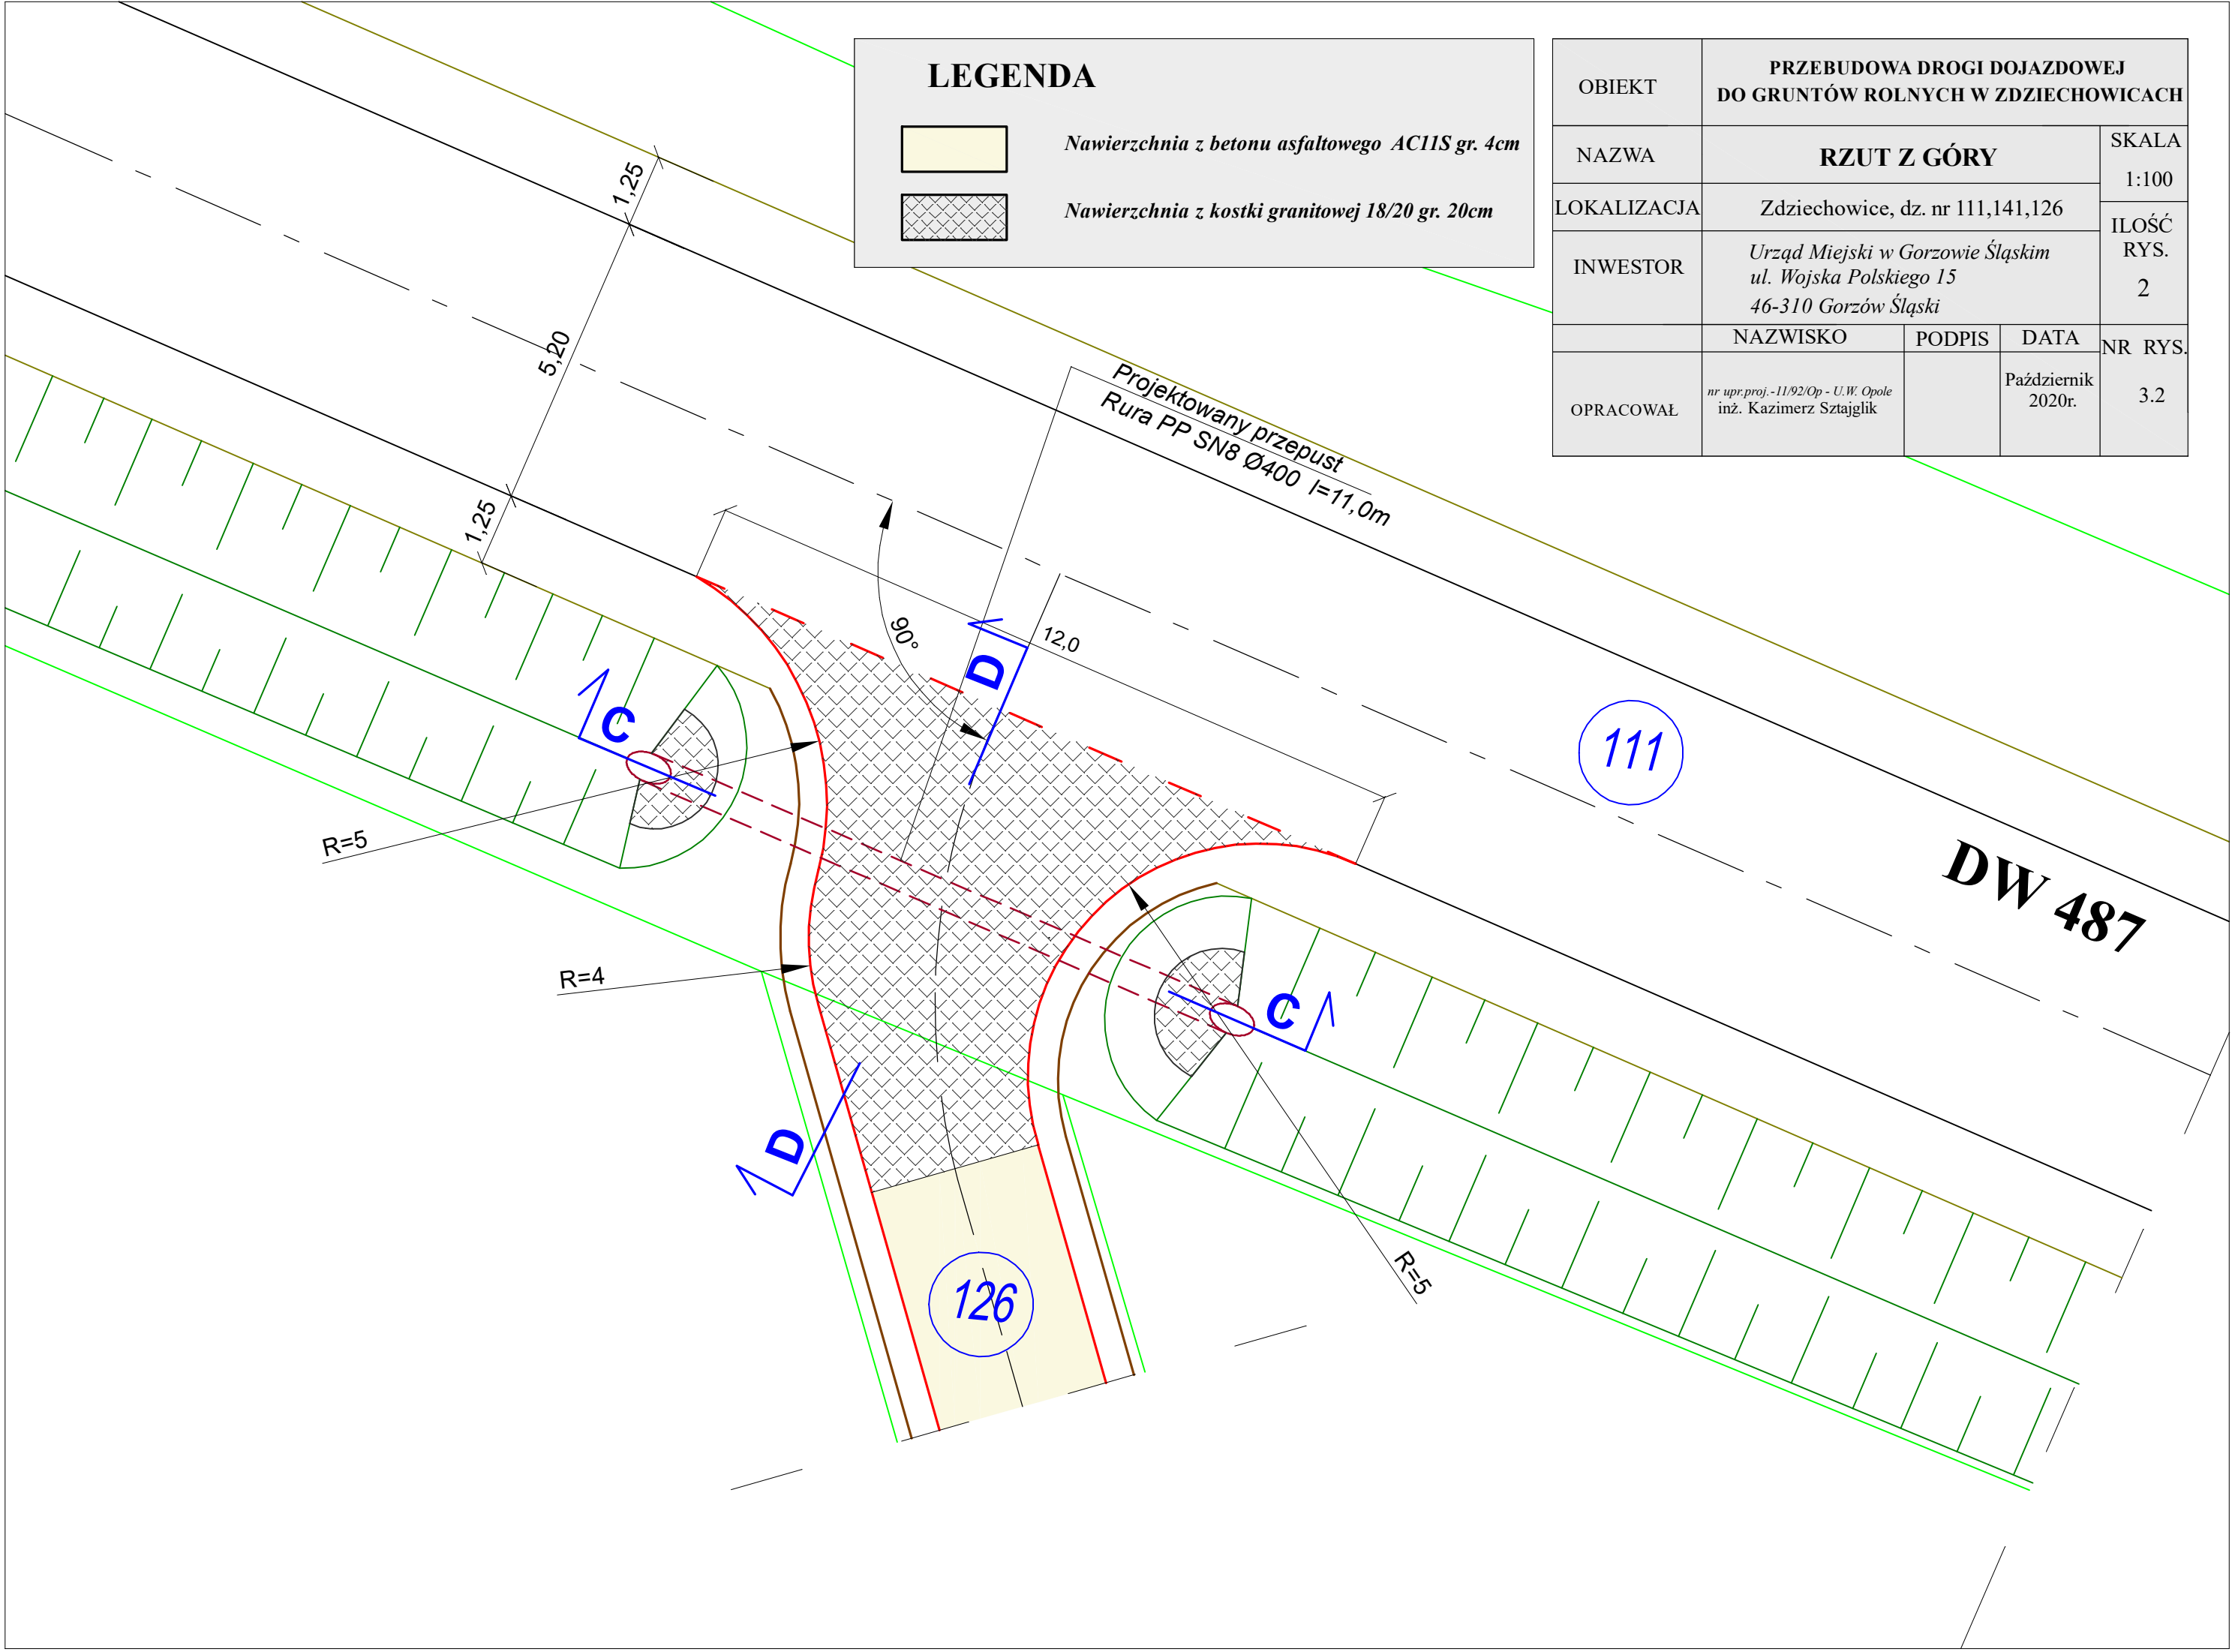 LEGENDA
Nawierzchnia z betonu asfaltowego AC11S gr. 4cm
Nawierzchnia z kostki granitowej 18/20 gr. 20cm
OBIEKT
PRZEBUDOWA DROGI DOJAZDOWEJ
DO GRUNTÓW ROLNYCH W ZDZIECHOWICACH
NAZWA
RZUT Z GÓRY
SKALA
1:100
LOKALIZACJA
Zdziechowice, dz. nr 111,141,126
ILOŚĆ
RYS.
2
INWESTOR
Urząd Miejski w Gorzowie Śląskim
ul. Wojska Polskiego 15
46-310 Gorzów Śląski
NAZWISKO
PODPIS
DATA
NR RYS.
3.2
OPRACOWAŁ
nr upr.proj.-11/92/Op - U.W. Opole
inż. Kazimerz Sztajglik
Październik
2020r.
1,25
5,20
1,25
Projektowany przepust
Rura PP SN8 Ø400 l=11,0m
90°
12,0
D
C
111
R=5
DW 487
R=4
C
D
R=5
126